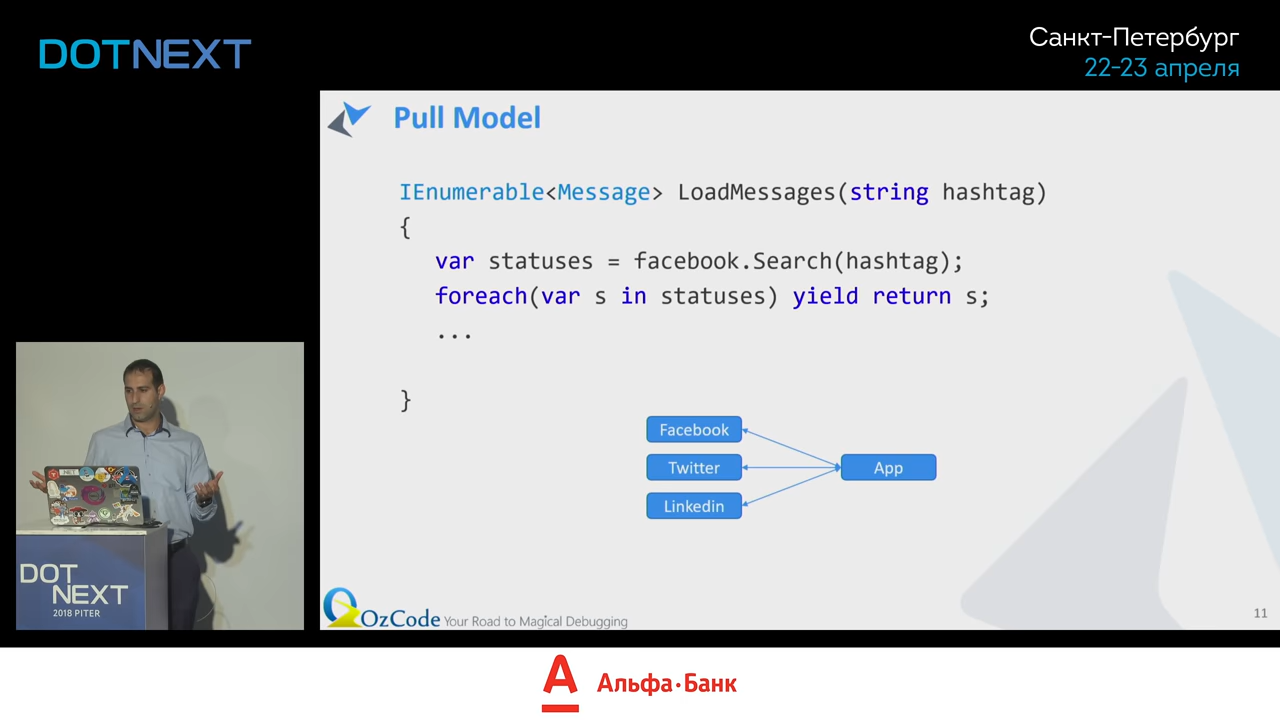 DOTNEXT
Санкт-Петербург
22-23 апреля
Pull Model
IEnumerable<Message> LoadMessages(string hashtag)
{
var statuses = facebook.Search(hashtag);
foreach(var s in statuses) yield return s;
...
}
Facebook
Twitter
App
Linkedin
OzCode Your Road to Magical Debugging
11
.NET
DOT
NEXT
2018 PITER
Альфа·Банк